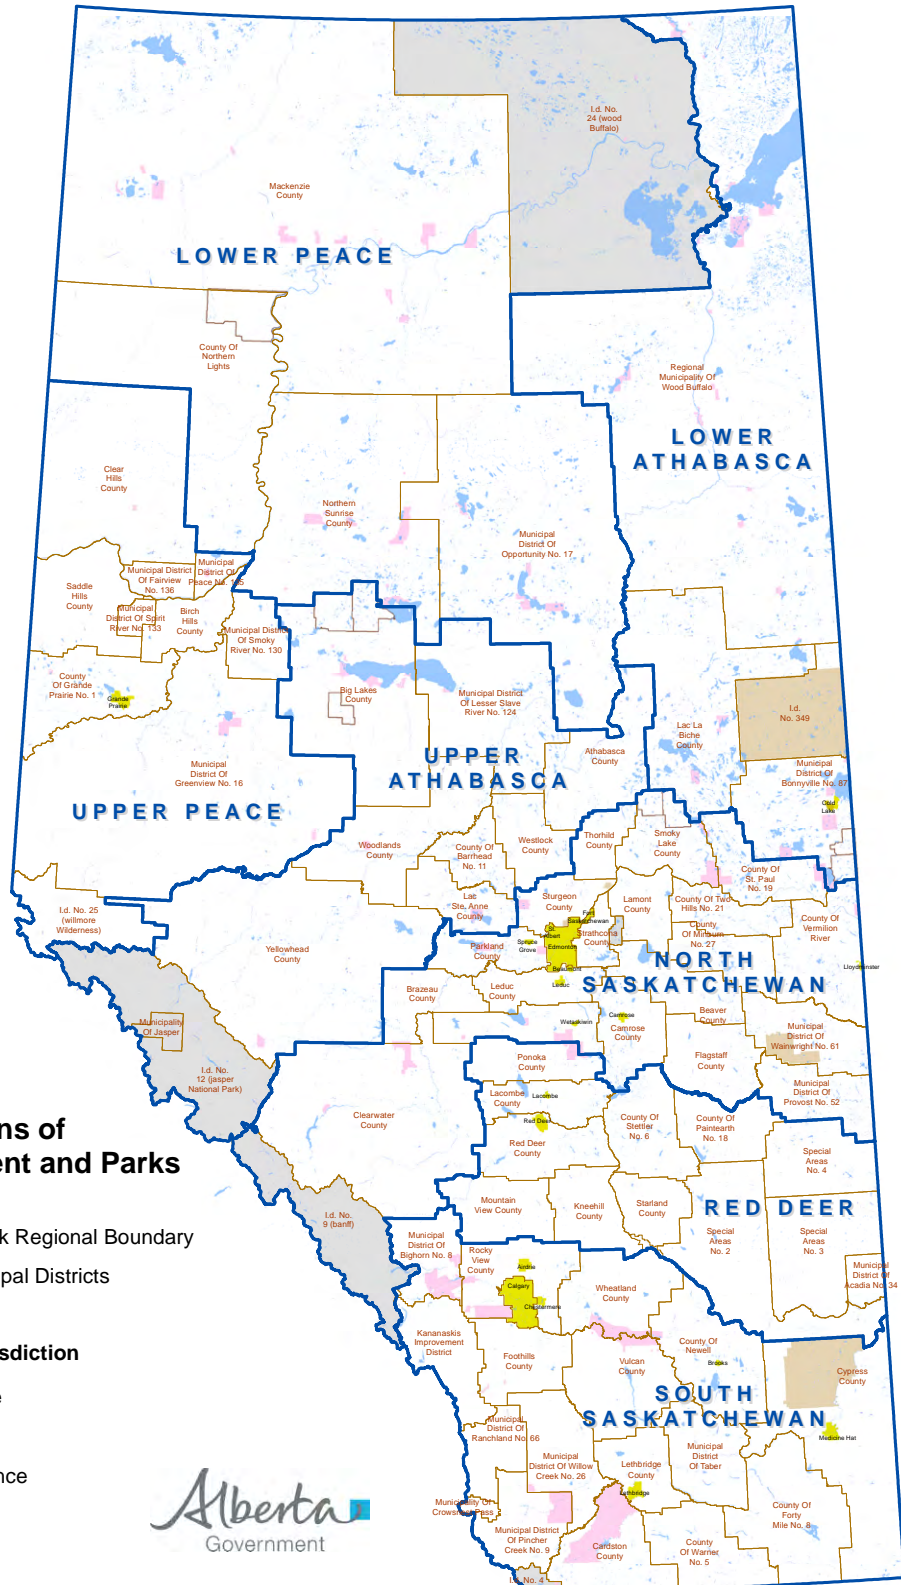 I.d. No.
24 (wood
Buffalo)
Mackenzie
County
LOWER PEACE
County Of
Northern
Lights
Regional
Municipality Of
Wood Buffalo
LOWER
ATHABASCA
Clear
Hills
County
Northern
Sunrise
County
Municipal
District Of
Opportunity No. 17
Municipal District
Of Fairview
No. 136
Municipal
District Of
Peace No. 135
Saddle
Hills
County
Municipal
District Of Spirit
River No. 133
Birch
Hills
County
Municipal District
Of Smoky
River No. 130
County
Of Grande
Prairie No. 1
Grande
Prairie
Big Lakes
County
Municipal District
Of Lesser Slave
River No. 124
I.d.
No. 349
Lac La
Biche
County
Athabasca
County
UPPER
ATHABASCA
Municipal
District Of
Greenview No. 16
Municipal
District Of
Bonnyville No. 87
Cold
Lake
UPPER PEACE
Woodlands
County
County Of
Barrhead
No. 11
Westlock
County
Thorhild
County
Smoky
Lake
County
County Of
St. Paul
No. 19
Lac
Ste. Anne
County
Sturgeon
County
Lamont
County
County Of Two
Hills No. 21
County Of
Vermilion
River
I.d. No. 25
(willmore
Wilderness)
Fort
Saskatchewan
St.
Albert
Strathcona
County
County
Of Minburn
No. 27
Yellowhead
County
Parkland
County
Spruce
Grove
Edmonton
NORTH
SASKATCHEWAN
Lloydminster
Beaumont
Leduc
Brazeau
County
Leduc
County
Municipality
Of Jasper
Wetaskiwin
Camrose
Camrose
County
Beaver
County
Municipal
District Of
Wainwright No. 61
Flagstaff
County
I.d. No.
12 (jasper
National Park)
Ponoka
County
Municipal
District Of
Provost No. 52
Lacombe
County
Lacombe
Clearwater
County
Red Deer
County Of
Stettler
No. 6
County Of
Paintearth
No. 18
Red Deer
County
Special
Areas
No. 4
ns of
ent and Parks
Mountain
View County
Kneehill
County
Starland
County
RED DEER
Special
Areas
No. 2
Special
Areas
No. 3
I.d. No.
9 (banff)
k Regional Boundary
Municipal
District Of
Bighorn No. 8
Rocky
View
County
Airdrie
Municipal
District Of
Acadia No. 34
pal Districts
Calgary
Chestermere
Wheatland
County
Kananaskis
Improvement
District
Foothills
County
Vulcan
County
County Of
Newell
Brooks
Cypress
County
sdiction
e
SOUTH
SASKATCHEWAN
Municipal
District Of
Ranchland No. 66
Medicine Hat
Municipal
District Of Willow
Creek No. 26
Lethbridge
County
Municipal
District
Of Taber
nce
Lethbridge
Municipality Of
Crowsnest Pass
County Of
Forty
Mile No. 8
Alberta
Government
Municipal District
Of Pincher
Creek No. 9
Cardston
County
County
Of Warner
No. 5
I.d. No. 4